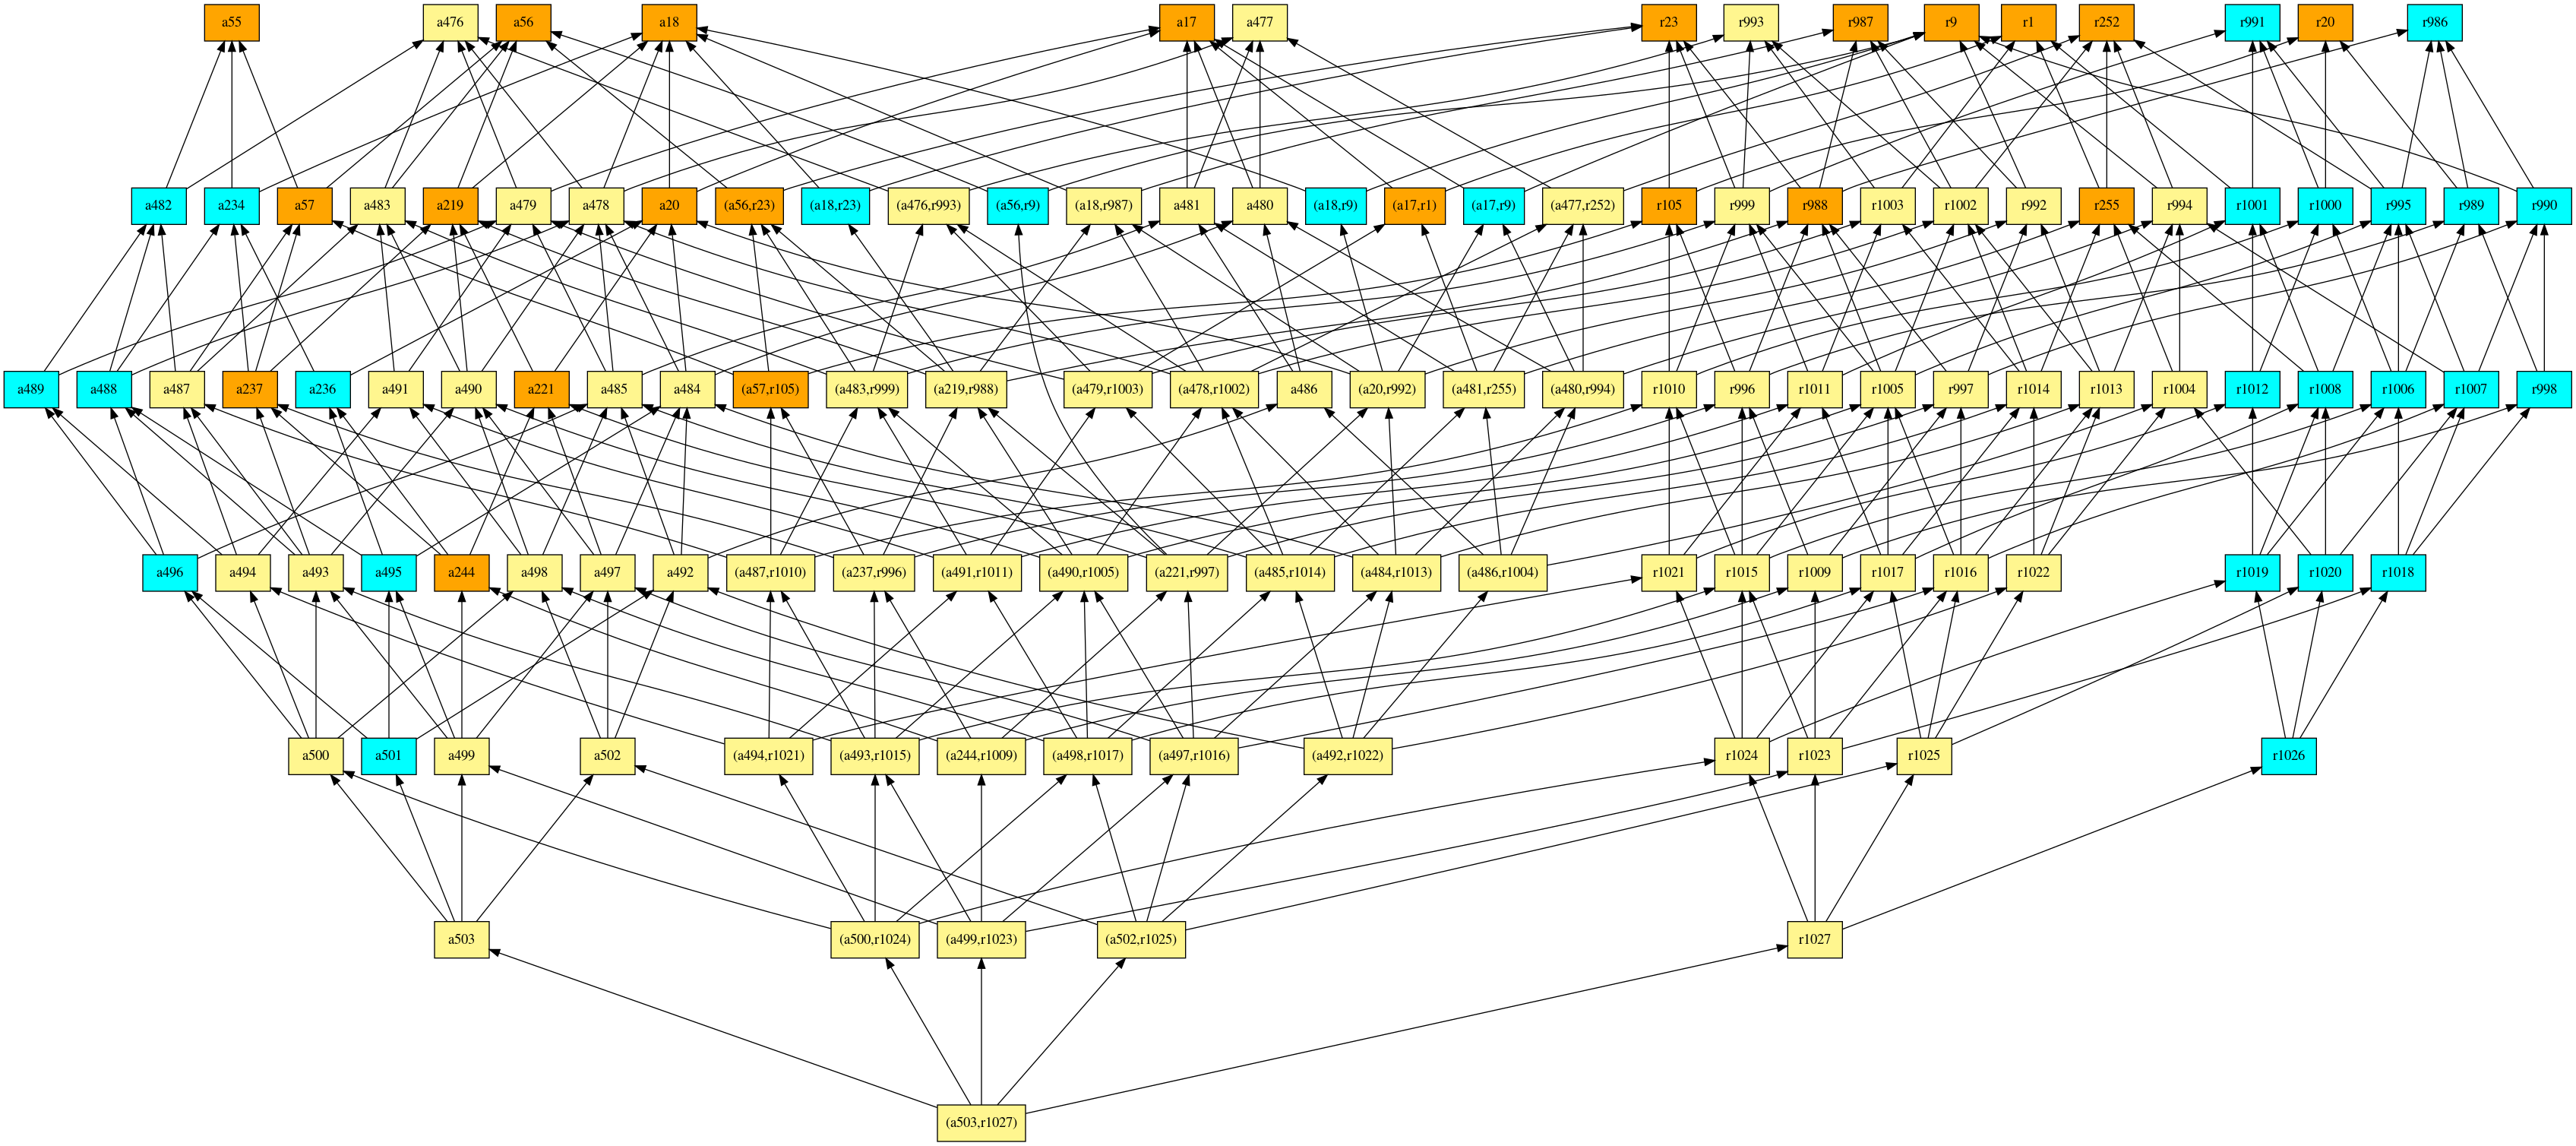 a55 a476 a56 a18 a17 a477 r23 r993 r987 r9 r1 r252 r991 r20 r986
a482 a234 a57 a483 a219 a479 a478 a20 (a56,r23) (a18,r23) (a476,r993) (a56,r9) (a18,r987) a481 a480 (a18,r9) (a17,r1) (a17,r9) (a477,r252) r105 r999 r988 r1003 r1002 r992 r255 r994 r1001 r1000 r995 r989 r990
a489 a488 a487 a237 a236 a491 a490 a221 a485 a484 (a57,r105) (a483,r999) (a219,r988) (a479,r1003) (a478,r1002) a486 (a20,r992) (a481,r255) (a480,r994) r1010 r996 r1011 r1005 r997 r1014 r1013 r1004 r1012 r1008 r1006 r1007 r998
a496 a494 a493 a495 a244 a498 a497 a492 (a487,r1010) (a237,r996) (a491,r1011) (a490,r1005) (a221,r997) (a485,r1014) (a484,r1013) (a486,r1004) r1021 r1015 r1009 r1017 r1016 r1022 r1019 r1020 r1018
a500 a501 a499 a502 (a494,r1021) (a493,r1015) (a244,r1009) (a498,r1017) (a497,r1016) (a492,r1022) r1024 r1023 r1025 r1026
a503 (a500,r1024) (a499,r1023) (a502,r1025) r1027
(a503,r1027)